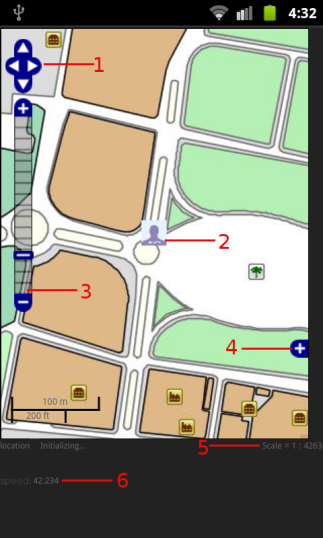 4:32
1
2
3
4
100 m
200 ft
location Initializing... 5 Scale = 1 : 4263
speed: 42.234 6